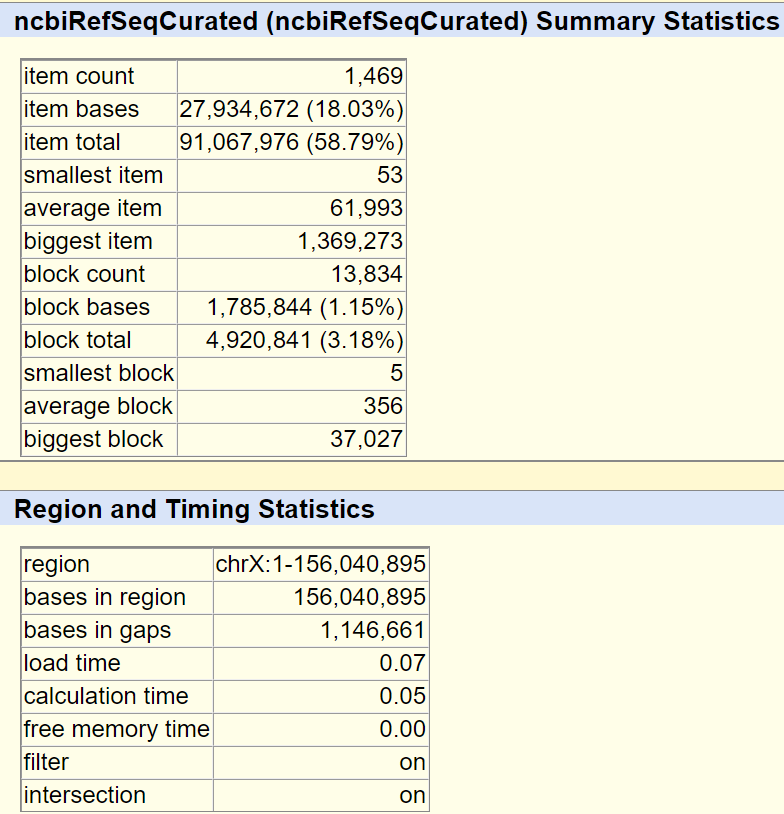 ncbiRefSeqCurated (ncbiRefSeqCurated) Summary Statistics
item count 1,469
item bases 27,934,672 (18.03%)
item total 91,067,976 (58.79%)
smallest item 53
average item 61,993
biggest item 1,369,273
block count 13,834
block bases 1,785,844 (1.15%)
block total 4,920,841 (3.18%)
smallest block 5
average block 356
biggest block 37,027
Region and Timing Statistics
region chrX:1-156,040,895
bases in region 156,040,895
bases in gaps 1,146,661
load time 0.07
calculation time 0.05
free memory time 0.00
filter on
intersection on